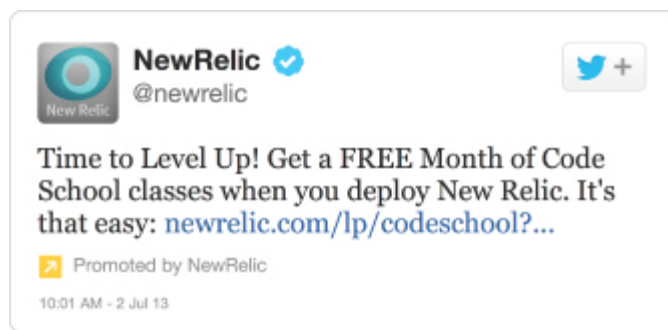 NewRelic
@newrelic
New Relic
Time to Level Up! Get a FREE Month of Code
School classes when you deploy New Relic. It's
that easy: newrelic.com/lp/codeschool?...
Promoted by NewRelic
10:01 AM - 2 Jul 13